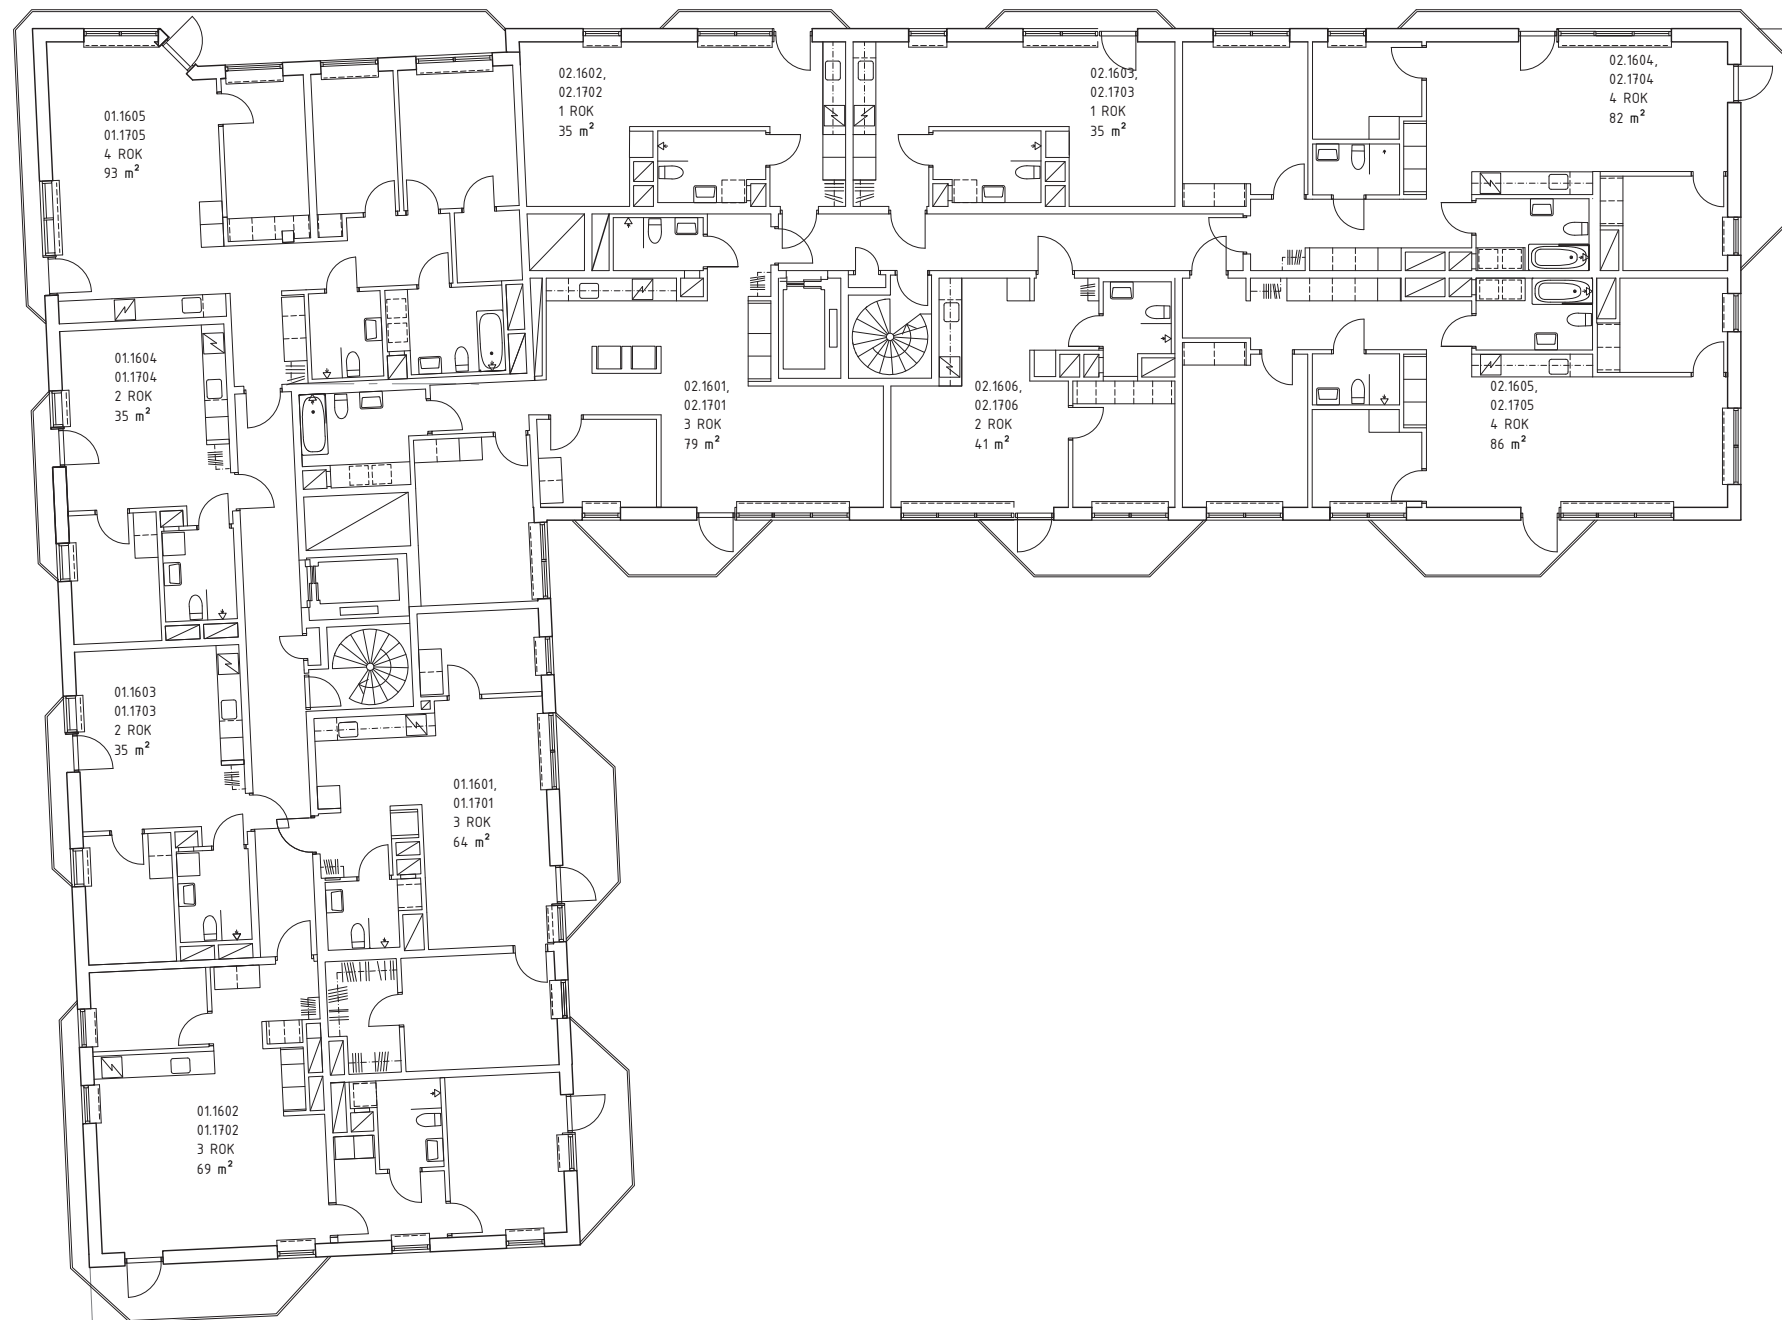 01.1605
01.1705
4 ROK
93 m²
02.1602,
02.1702
1 ROK
35 m²
02.1603,
02.1703
1 ROK
35 m²
02.1604,
02.1704
4 ROK
82 m²
01.1604
01.1704
2 ROK
35 m²
02.1601,
02.1701
3 ROK
79 m²
02.1606,
02.1706
2 ROK
41 m²
02.1605,
02.1705
4 ROK
86 m²
01.1603
01.1703
2 ROK
35 m²
01.1601,
01.1701
3 ROK
64 m²
01.1602
01.1702
3 ROK
69 m²